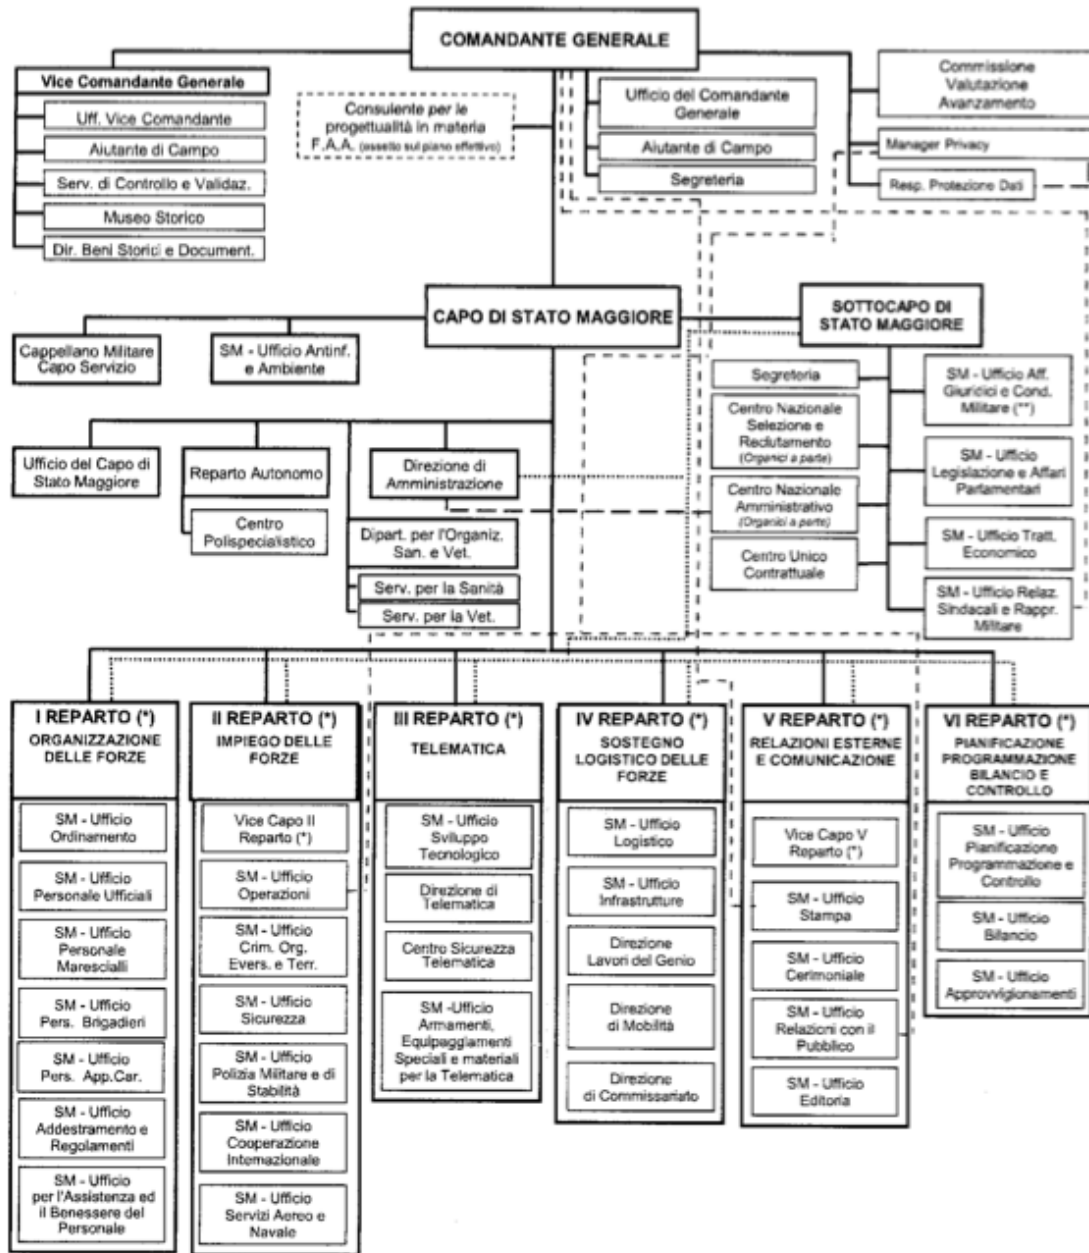 COMANDANTE GENERALE
Vice Comandante Generale
Uff. Vice Comandante
Aiutante di Campo
Serv. di Controllo e Validaz.
Museo Storico
Dir. Beni Storici e Document.
Consulente per le
progettualità in materia
F.A.A. (assetto sul piano effettivo)
Ufficio del Comandante
Generale
Aiutante di Campo
Segreteria
Commissione
Valutazione
Avanzamento
Manager Privacy
Resp. Protezione Dati
CAPO DI STATO MAGGIORE
SOTTOCAPO DI
STATO MAGGIORE
Cappellano Militare
Capo Servizio
SM - Ufficio Antinf.
e Ambiente
Segreteria
Centro Nazionale
Selezione e
Reclutamento
(Organici a parte)
Centro Nazionale
Amministrativo
(Organici a parte)
Centro Unico
Contrattuale
SM - Ufficio Aff.
Giuridici e Cond.
Militare (**)
SM - Ufficio
Legislazione e Affari
Parlamentari
SM - Ufficio Tratt.
Economico
SM - Ufficio Relaz.
Sindacali e Rappr.
Militare
Ufficio del Capo di
Stato Maggiore
Reparto Autonomo
Centro
Polispecialistico
Direzione di
Amministrazione
Dipart. per l'Organiz.
San. e Vet.
Serv. per la Sanità
Serv. per la Vet.
I REPARTO (*)
ORGANIZZAZIONE
DELLE FORZE
SM - Ufficio
Ordinamento
SM - Ufficio
Personale Ufficiali
SM - Ufficio
Personale
Marescialli
SM - Ufficio
Pers. Brigadieri
SM - Ufficio
Pers. App.Car.
SM - Ufficio
Addestramento e
Regolamenti
SM - Ufficio
per l'Assistenza ed
il Benessere del
Personale
II REPARTO (*)
IMPIEGO DELLE
FORZE
Vice Capo II
Reparto (*)
SM - Ufficio
Operazioni
SM - Ufficio
Crim. Org.
Evers. e Terr.
SM - Ufficio
Sicurezza
SM - Ufficio
Polizia Militare e di
Stabilità
SM - Ufficio
Cooperazione
Internazionale
SM - Ufficio
Servizi Aereo e
Navale
III REPARTO (*)
TELEMATICA
SM - Ufficio
Sviluppo
Tecnologico
Direzione di
Telematica
Centro Sicurezza
Telematica
SM -Ufficio
Armamenti,
Equipaggiamenti
Speciali e materiali
per la Telematica
IV REPARTO (*)
SOSTEGNO
LOGISTICO DELLE
FORZE
SM - Ufficio
Logistico
SM - Ufficio
Infrastrutture
Direzione
Lavori del Genio
Direzione
di Mobilità
Direzione
di Commissariato
V REPARTO (*)
RELAZIONI ESTERNE
E COMUNICAZIONE
Vice Capo V
Reparto (*)
SM - Ufficio
Stampa
SM - Ufficio
Cerimoniale
SM - Ufficio
Relazioni con il
Pubblico
SM - Ufficio
Editoria
VI REPARTO (*)
PIANIFICAZIONE
PROGRAMMAZIONE
BILANCIO E
CONTROLLO
SM - Ufficio
Pianificazione
Programmazione e
Controllo
SM - Ufficio
Bilancio
SM - Ufficio
Approvvigionamenti